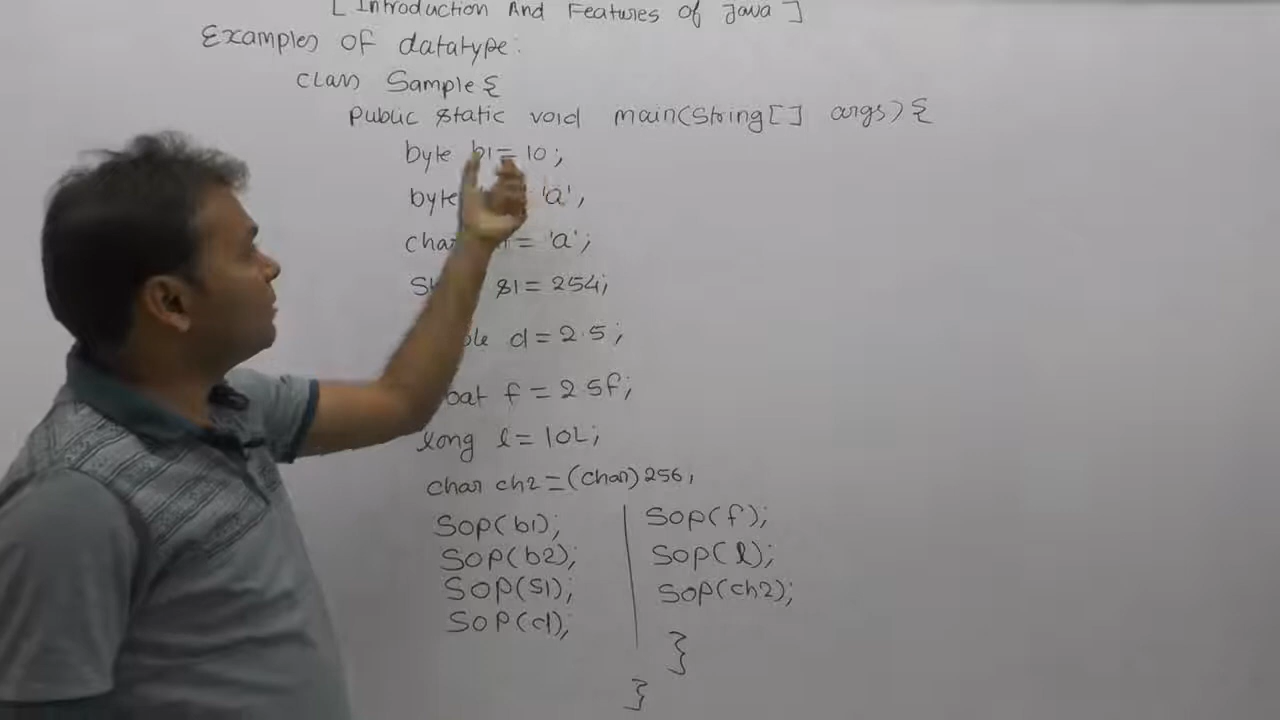 [ Introduction And Features of Java ]
Examples of datatype:
class Sample {
public static void main(String[] args) {
byte b1 = 10;
byte 'a',
= 'a';
s1 = 254;
d = 2.5;
f = 2.5f;
long l = 10L;
char ch2 = (char) 256,
SOP(b1);
SOP(b2);
SOP(s1);
SOP(d);
SOP(f);
SOP(l);
SOP(ch2);
}
}